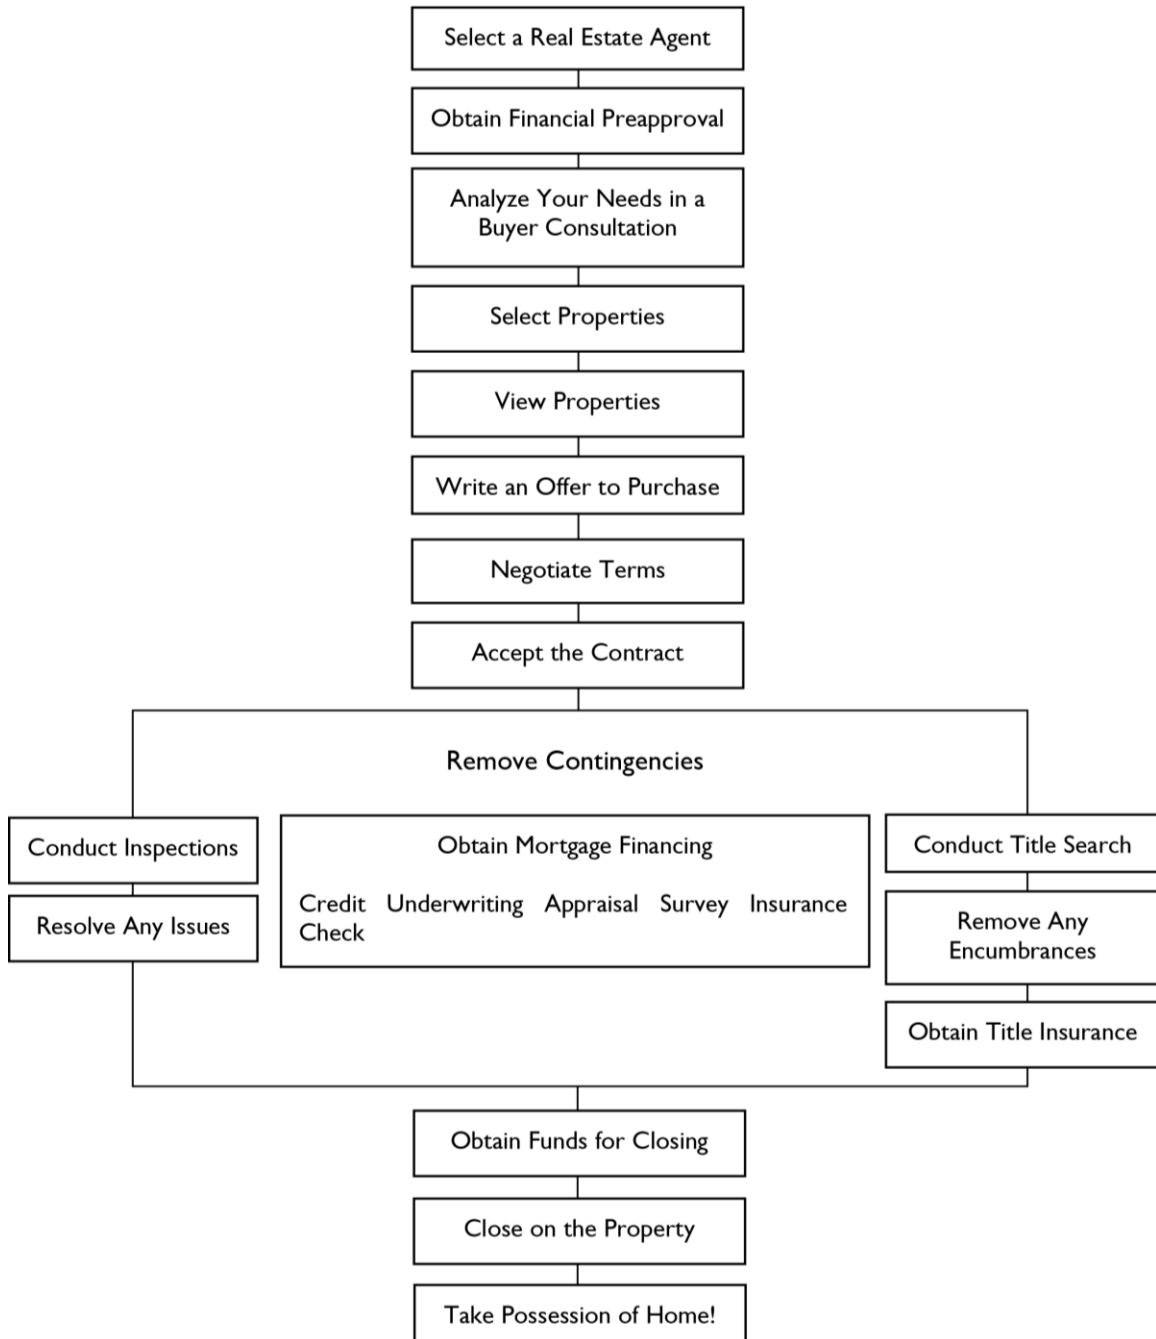 Select a Real Estate Agent
Obtain Financial Preapproval
Analyze Your Needs in a
Buyer Consultation
Select Properties
View Properties
Write an Offer to Purchase
Negotiate Terms
Accept the Contract
Remove Contingencies
Conduct Inspections
Resolve Any Issues
Obtain Mortgage Financing
Credit Underwriting Appraisal Survey Insurance
Check
Conduct Title Search
Remove Any
Encumbrances
Obtain Title Insurance
Obtain Funds for Closing
Close on the Property
Take Possession of Home!